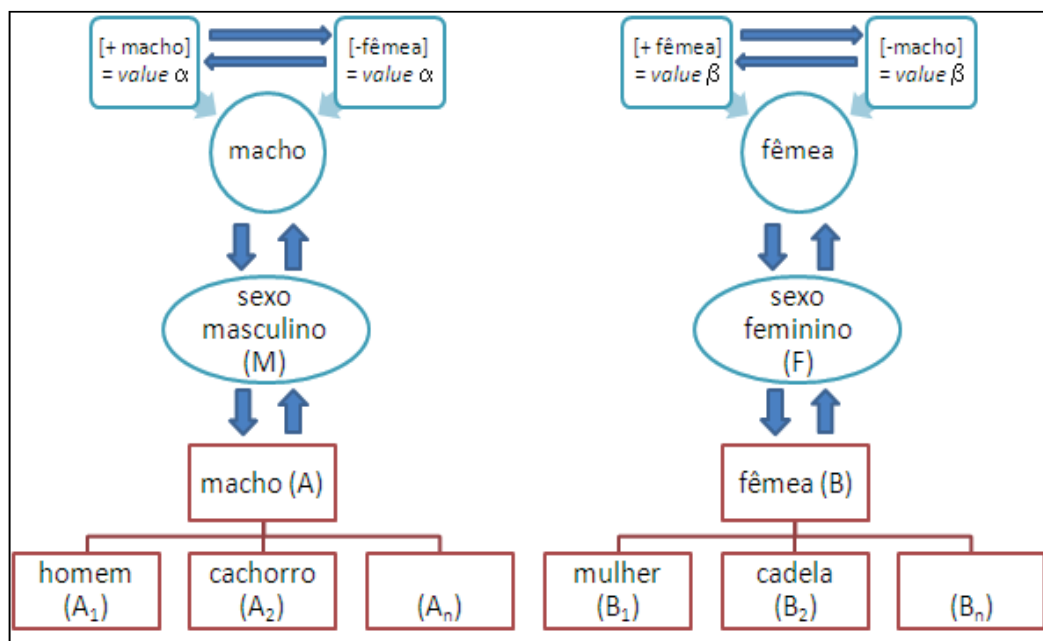 [+ macho]
= value α
[-fêmea]
= value α
macho
sexo
masculino
(M)
macho (A)
homem
(A₁)
cachorro
(A₂)
(Aₙ)
[+ fêmea]
= value β
[-macho]
= value β
fêmea
sexo
feminino
(F)
fêmea (B)
mulher
(B₁)
cadela
(B₂)
(Bₙ)